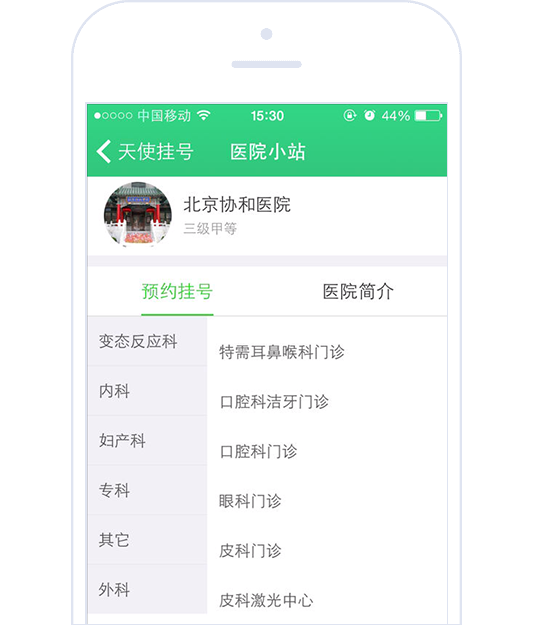 中国移动 15:30 44%
天使挂号 医院小站
北京协和医院
三级甲等
预约挂号 医院简介
变态反应科
特需耳鼻喉科门诊
内科
口腔科洁牙门诊
妇产科
口腔科门诊
专科
眼科门诊
其它
皮科门诊
外科
皮科激光中心